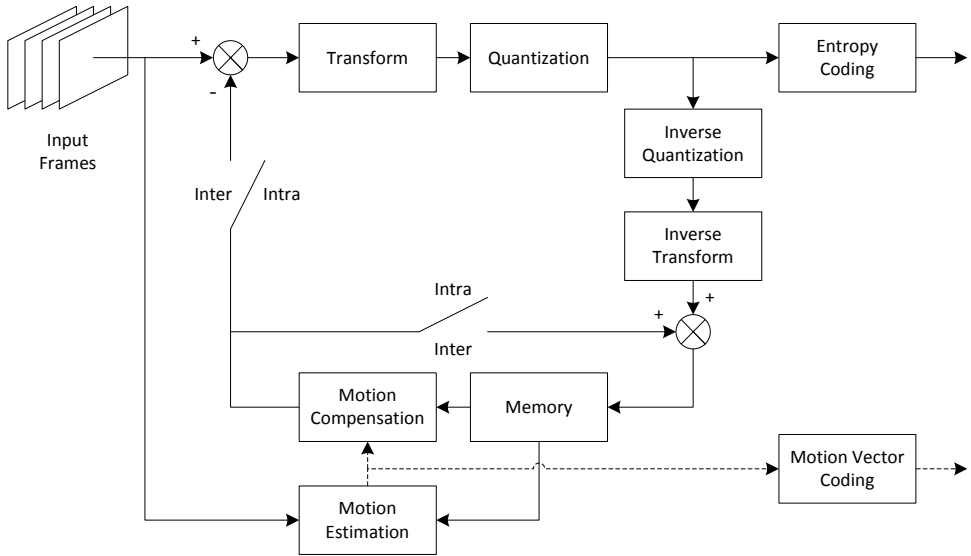 +
-
Transform
Quantization
Entropy
Coding
Input
Frames
Inverse
Quantization
Inter
Intra
Inverse
Transform
+
Intra
+
Inter
Motion
Compensation
Memory
Motion Vector
Coding
Motion
Estimation